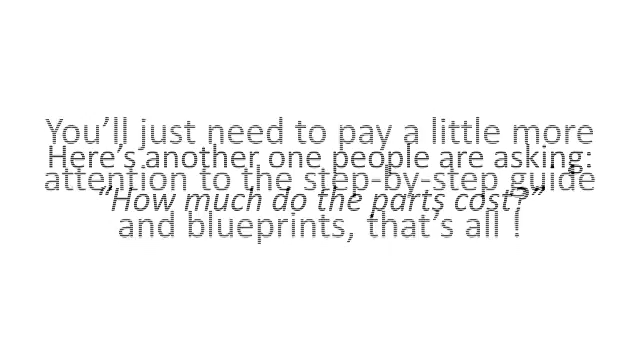 You'll just need to pay a little more
Here's another one people are asking:
attention to the step-by-step guide
"How much do the parts cost?"
and blueprints, that's all !